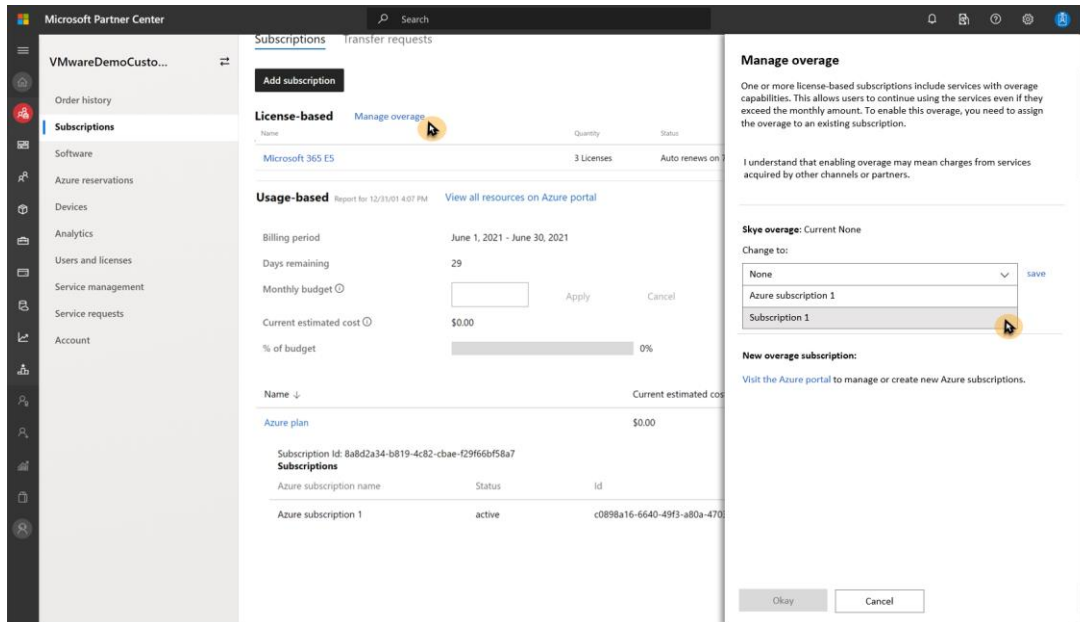 Microsoft Partner Center
Search
VMwareDemoCusto...
Order history
Subscriptions
Software
Azure reservations
Devices
Analytics
Users and licenses
Service management
Service requests
Account
Subscriptions Transfer requests
Add subscription
License-based Manage overage
Name Quantity Status
Microsoft 365 E5 3 Licenses Auto renews on 7
Usage-based Report for 12/31/01 4:07 PM View all resources on Azure portal
Billing period June 1, 2021 - June 30, 2021
Days remaining 29
Monthly budget Apply Cancel
Current estimated cost $0.00
% of budget 0%
Name ↓ Current estimated cos
Azure plan $0.00
Subscription Id: 8a8d2a34-b819-4c82-cbae-f29f66bf58a7
Subscriptions
Azure subscription name Status Id
Azure subscription 1 active c0898a16-6640-49f3-a80a-470
Manage overage
One or more license-based subscriptions include services with overage
capabilities. This allows users to continue using the services even if they
exceed the monthly amount. To enable this overage, you need to assign
the overage to an existing subscription.
I understand that enabling overage may mean charges from services
acquired by other channels or partners.
Skye overage: Current None
Change to:
None save
Azure subscription 1
Subscription 1
New overage subscription:
Visit the Azure portal to manage or create new Azure subscriptions.
Okay Cancel